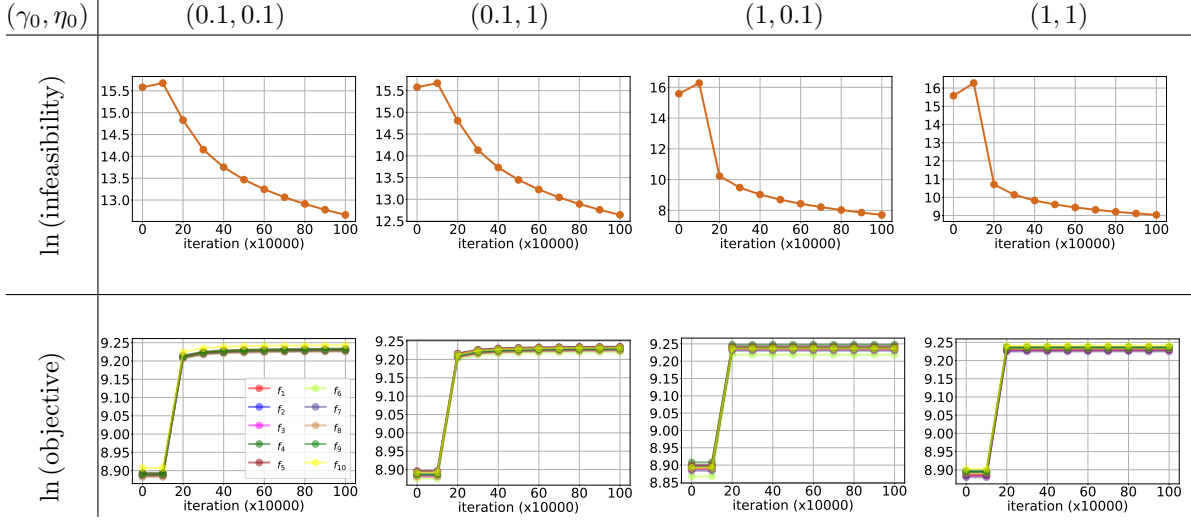 (γ₀, η₀) (0.1, 0.1) (0.1, 1) (1, 0.1) (1, 1)
ln (infeasibility)
15.5
15.0
14.5
14.0
13.5
13.0
0 20 40 60 80 100
iteration (x10000)
15.5
15.0
14.5
14.0
13.5
13.0
12.5
0 20 40 60 80 100
iteration (x10000)
16
14
12
10
8
0 20 40 60 80 100
iteration (x10000)
16
15
14
13
12
11
10
9
0 20 40 60 80 100
iteration (x10000)
ln (objective)
9.25
9.20
9.15
9.10
9.05
9.00
8.95
8.90
f₁ f₆
f₂ f₇
f₃ f₈
f₄ f₉
f₅ f₁₀
0 20 40 60 80 100
iteration (x10000)
9.25
9.20
9.15
9.10
9.05
9.00
8.95
8.90
0 20 40 60 80 100
iteration (x10000)
9.25
9.20
9.15
9.10
9.05
9.00
8.95
8.90
8.85
0 20 40 60 80 100
iteration (x10000)
9.25
9.20
9.15
9.10
9.05
9.00
8.95
8.90
0 20 40 60 80 100
iteration (x10000)